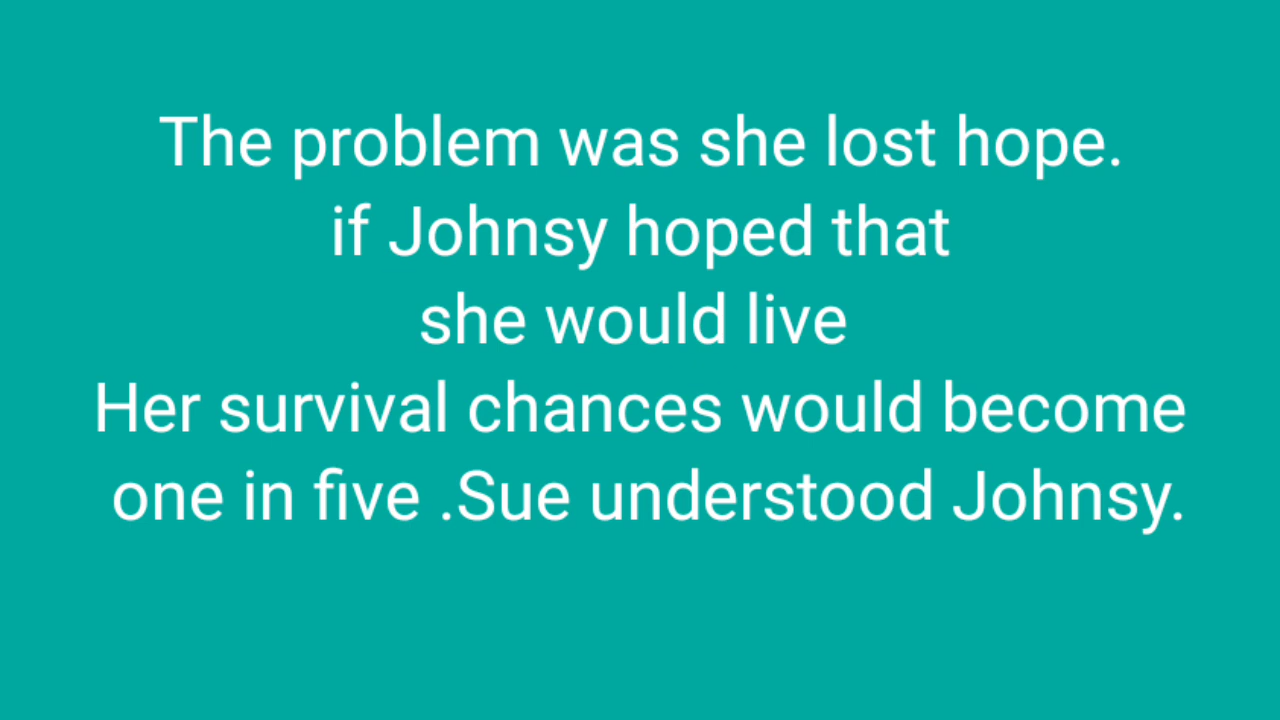 The problem was she lost hope.
if Johnsy hoped that
she would live
Her survival chances would become
one in five .Sue understood Johnsy.